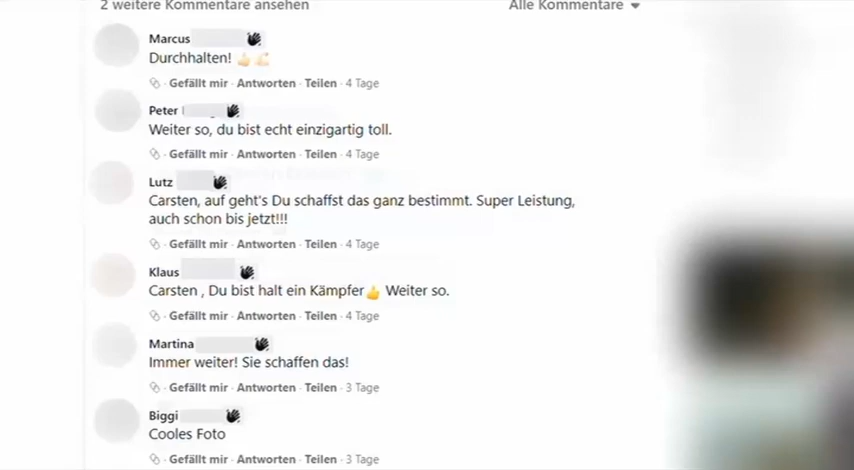 2 weitere Kommentare ansehen Alle Kommentare
Marcus
Durchhalten! 👍💪
Gefällt mir · Antworten · Teilen · 4 Tage
Peter
Weiter so, du bist echt einzigartig toll.
Gefällt mir · Antworten · Teilen · 4 Tage
Lutz
Carsten, auf geht's Du schaffst das ganz bestimmt. Super Leistung,
auch schon bis jetzt!!!
Gefällt mir · Antworten · Teilen · 4 Tage
Klaus
Carsten , Du bist halt ein Kämpfer👍 Weiter so.
Gefällt mir · Antworten · Teilen · 4 Tage
Martina
Immer weiter! Sie schaffen das!
Gefällt mir · Antworten · Teilen · 3 Tage
Biggi
Cooles Foto
Gefällt mir · Antworten · Teilen · 3 Tage